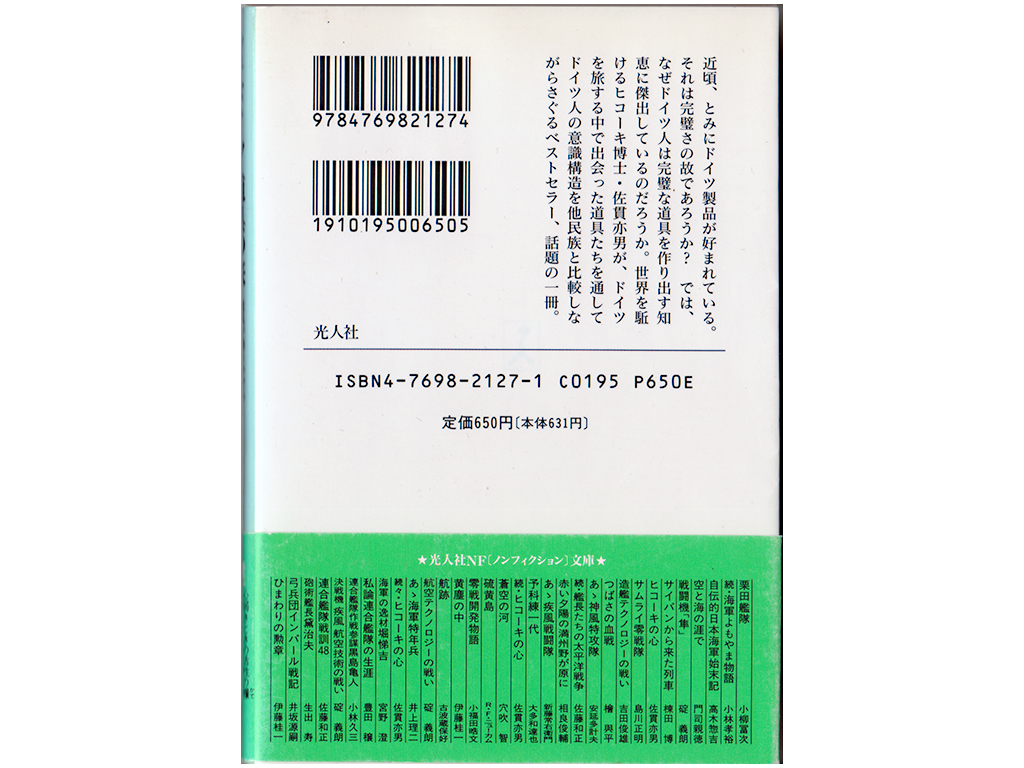 9784769821274
1910195006505
近頃、とみにドイツ製品が好まれている。
それは完璧さの故であろうか？　では、
なぜドイツ人は完璧な道具を作り出す知
恵に傑出しているのだろうか。世界を駈
けるヒコーキ博士・佐貫亦男が、ドイツ
を旅する中で出会った道具たちを通して
ドイツ人の意識構造を他民族と比較しな
がらさぐるベストセラー、話題の一冊。
光人社
ISBN4-7698-2127-1 C0195 P650E
定価650円〔本体631円〕
★光人社NF〔ノンフィクション〕文庫★
栗田艦隊 小柳冨次
続・海軍よもやま物語 小林孝裕
自伝的日本海軍始末記 高木惣吉
空と海の涯で 門司親徳
戦闘機「隼」 碇 義朗
サイパンから来た列車 棟田 博
ヒコーキの心 佐貫亦男
サムライ零戦隊 島川正明
造艦テクノロジーの戦い 吉田俊雄
つばさの血戦 檜 與平
あゝ神風特攻隊 安延多計夫
続・艦長たちの太平洋戦争 佐藤和正
赤い夕陽の満州野が原に 相良俊輔
あゝ疾風戦闘隊 新藤常右衛門
予科練一代 大多和達也
続・ヒコーキの心 佐貫亦男
蒼空の河 穴吹 智
硫黄島 R・F・ニューカム
零戦開発物語 小福田晧文
黄塵の中 伊藤桂一
航跡 古波蔵保好
航空テクノロジーの戦い 碇 義朗
あゝ海軍特年兵 井上理二
続々・ヒコーキの心 佐貫亦男
海軍の逸材 堀悌吉 宮野 澄
私論連合艦隊の生涯 豊田 穣
連合艦隊作戦参謀黒島亀人 小林久三
決戦機 疾風 航空技術の戦い 碇 義朗
連合艦隊戦訓48 佐藤和正
砲術艦長黛治夫 生出 寿
弓兵団インパール戦記 井坂源嗣
ひまわりの勲章 伊藤桂一